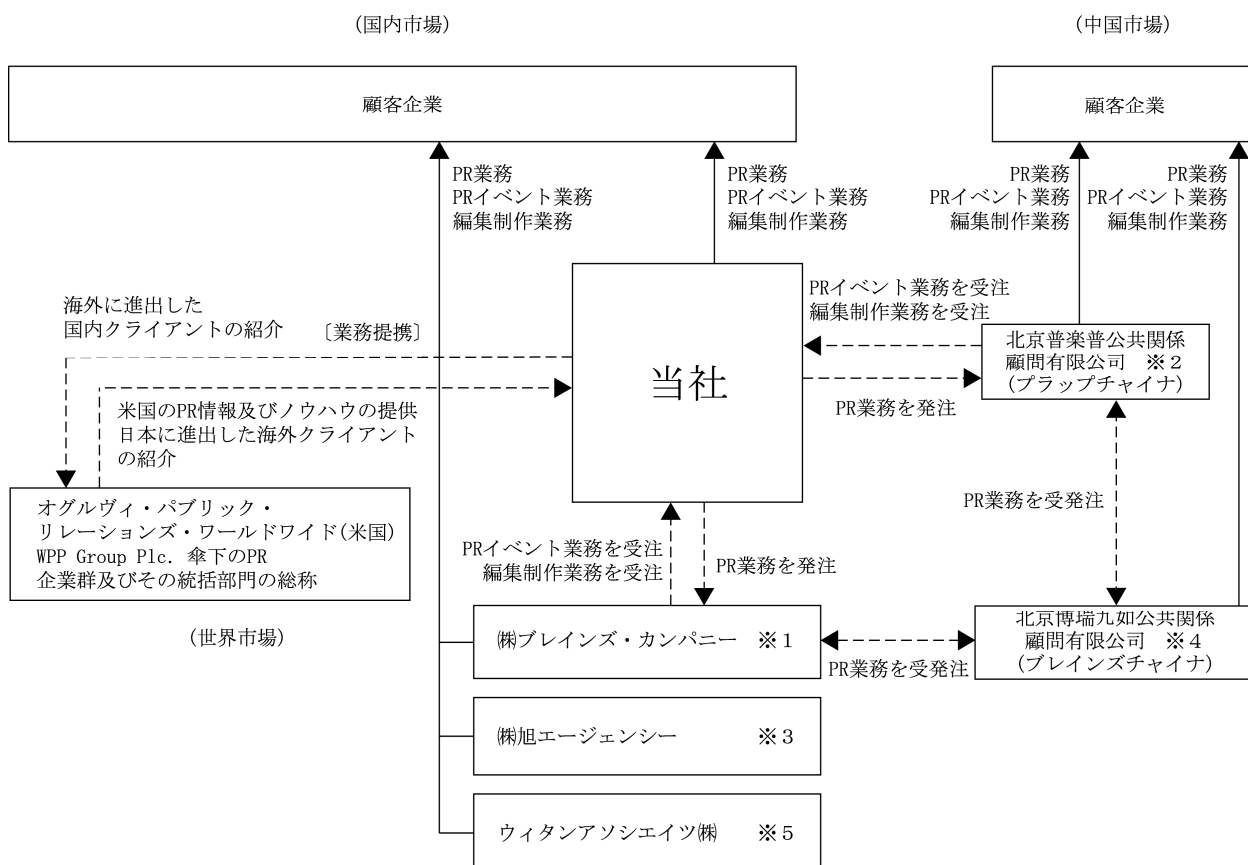 (国内市場)
(中国市場)
顧客企業
顧客企業
PR業務
PRイベント業務
編集制作業務
PR業務
PRイベント業務
編集制作業務
PR業務
PRイベント業務
編集制作業務
PR業務
PRイベント業務
編集制作業務
海外に進出した
国内クライアントの紹介
〔業務提携〕
当社
PRイベント業務を受注
編集制作業務を受注
北京普楽普公共関係
顧問有限公司 ※2
(プラップチャイナ)
PR業務を発注
米国のPR情報及びノウハウの提供
日本に進出した海外クライアント
の紹介
オグルヴィ・パブリック・
リレーションズ・ワールドワイド(米国)
WPP Group Plc. 傘下のPR
企業群及びその統括部門の総称
(世界市場)
PR業務を受発注
PRイベント業務を受注
編集制作業務を受注
PR業務を発注
㈱ブレインズ・カンパニー ※1
PR業務を受発注
北京博瑞九如公共関係
顧問有限公司 ※4
(ブレインズチャイナ)
㈱旭エージェンシー ※3
ウィタンアソシエイツ㈱ ※5